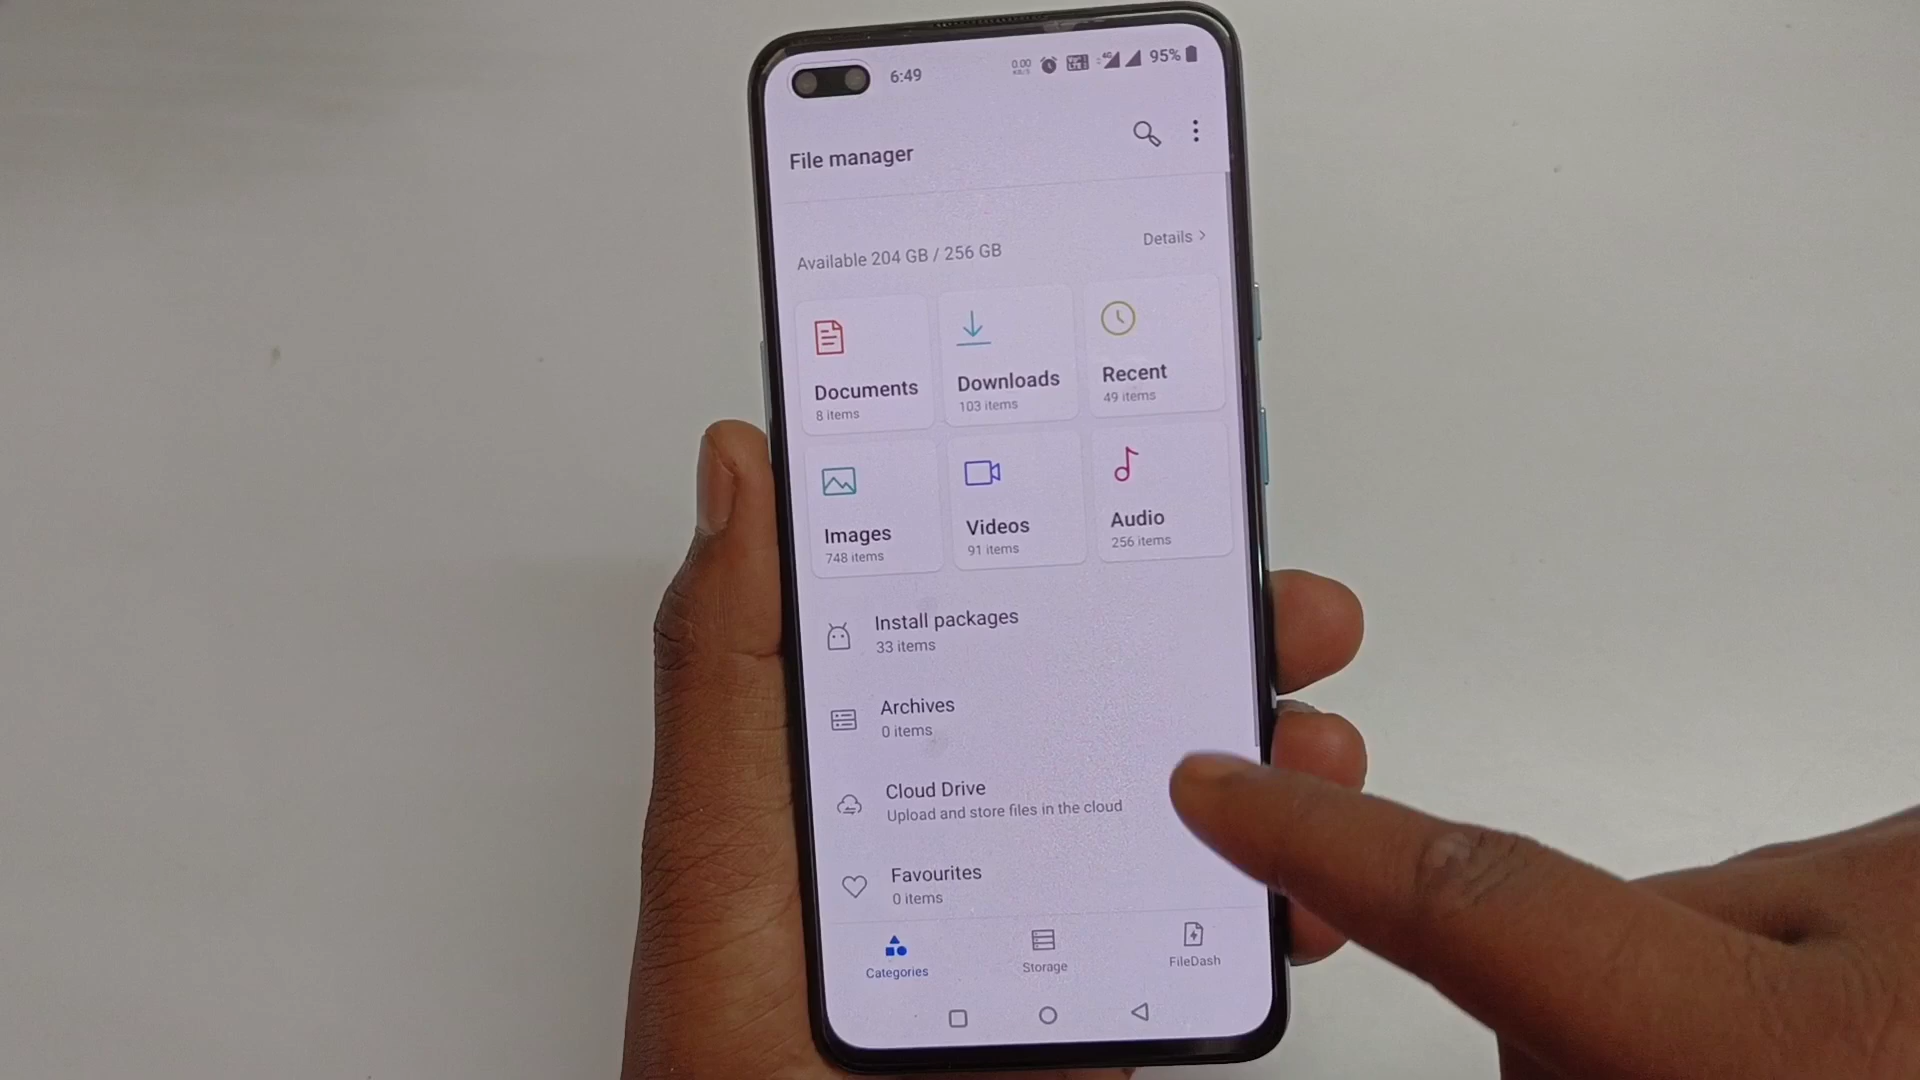 6:49
0.00
KB/S
4G
95%
File manager
Available 204 GB / 256 GB
Details >
Documents
8 items
Downloads
103 items
Recent
49 items
Images
748 items
Videos
91 items
Audio
256 items
Install packages
33 items
Archives
0 items
Cloud Drive
Upload and store files in the cloud
Favourites
0 items
Categories
Storage
FileDash